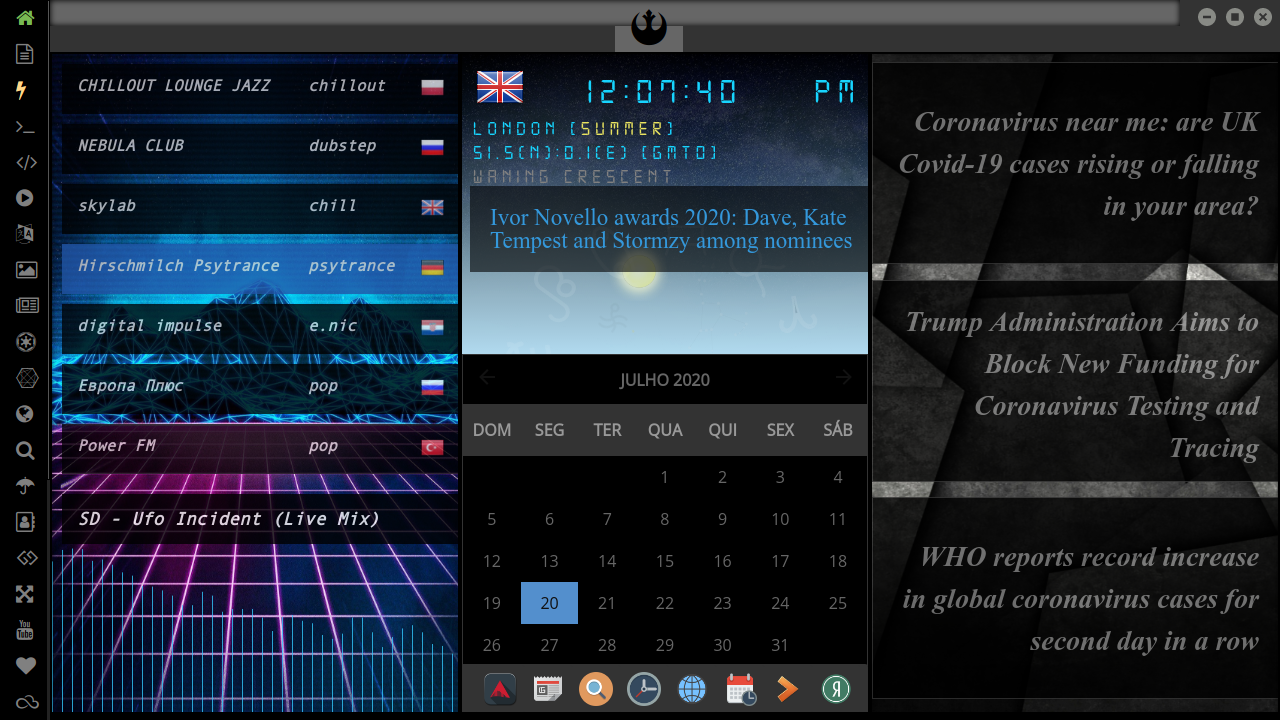 CHILLOUT LOUNGE JAZZ chillout
NEBULA CLUB dubstep
skylab chill
Hirschmilch Psytrance psytrance
digital impulse e.nic
Европа Плюс pop
Power FM pop
SD - Ufo Incident (Live Mix)
12:07:40 PM
LONDON (SUMMER)
51.5(N):0.1(E) (GMT0)
WANING CRESCENT
Ivor Novello awards 2020: Dave, Kate
Tempest and Stormzy among nominees
JULHO 2020
DOM SEG TER QUA QUI SEX SÁB
1 2 3 4
5 6 7 8 9 10 11
12 13 14 15 16 17 18
19 20 21 22 23 24 25
26 27 28 29 30 31
Coronavirus near me: are UK
Covid-19 cases rising or falling
in your area?
Trump Administration Aims to
Block New Funding for
Coronavirus Testing and
Tracing
WHO reports record increase
in global coronavirus cases for
second day in a row
You
Tube
Я